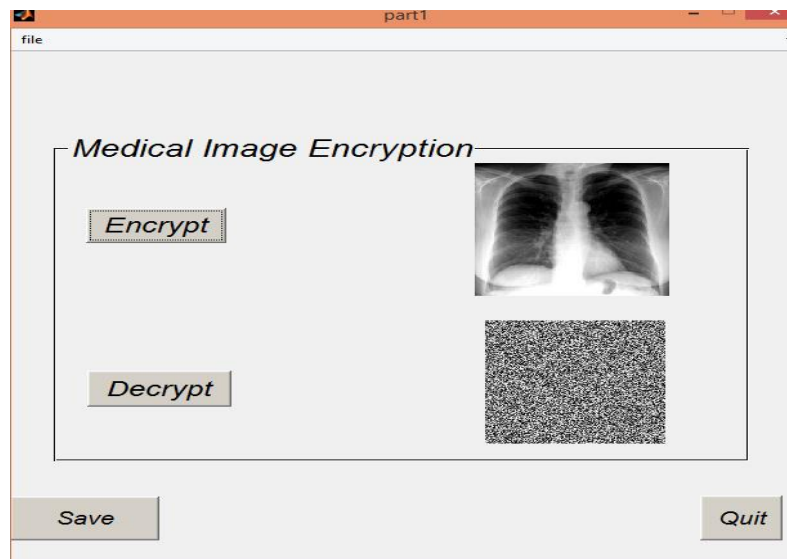 part1
file
Medical Image Encryption
Encrypt
Decrypt
Save
Quit